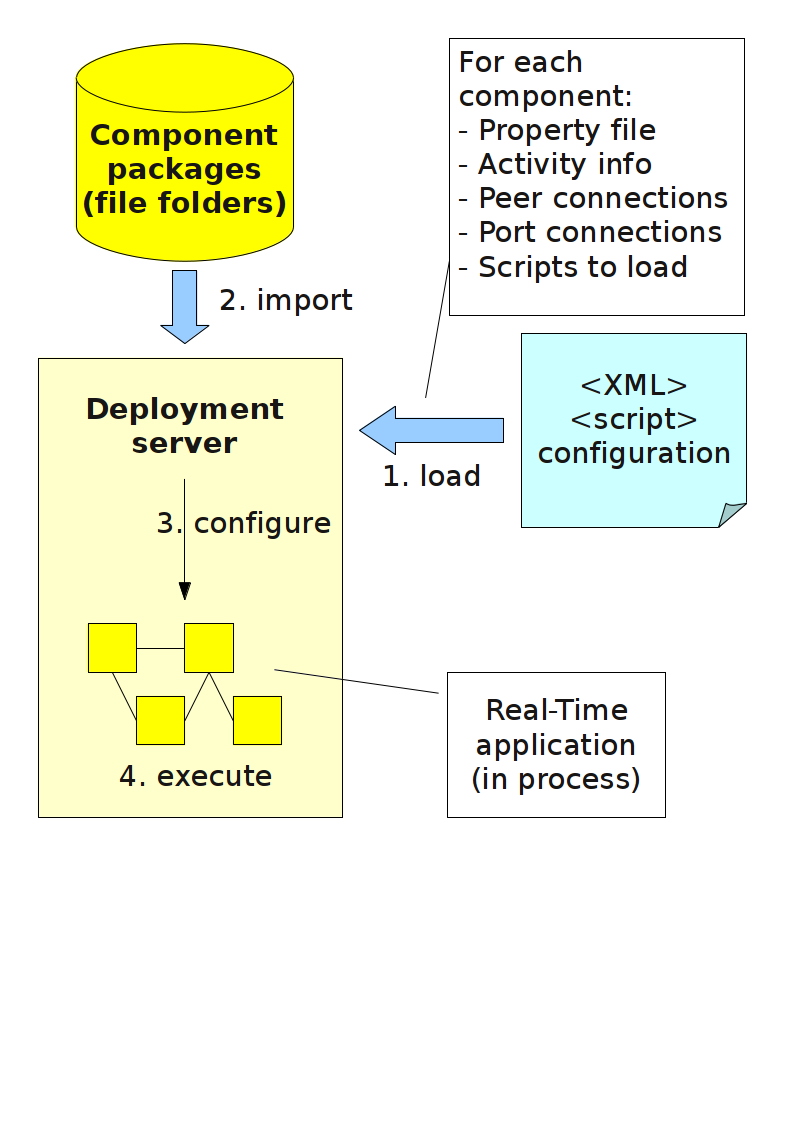 Component
packages
(file folders)
For each
component:
- Property file
- Activity info
- Peer connections
- Port connections
- Scripts to load
2. import
<XML>
<script>
configuration
Deployment
server
1. load
3. configure
Real-Time
application
(in process)
4. execute